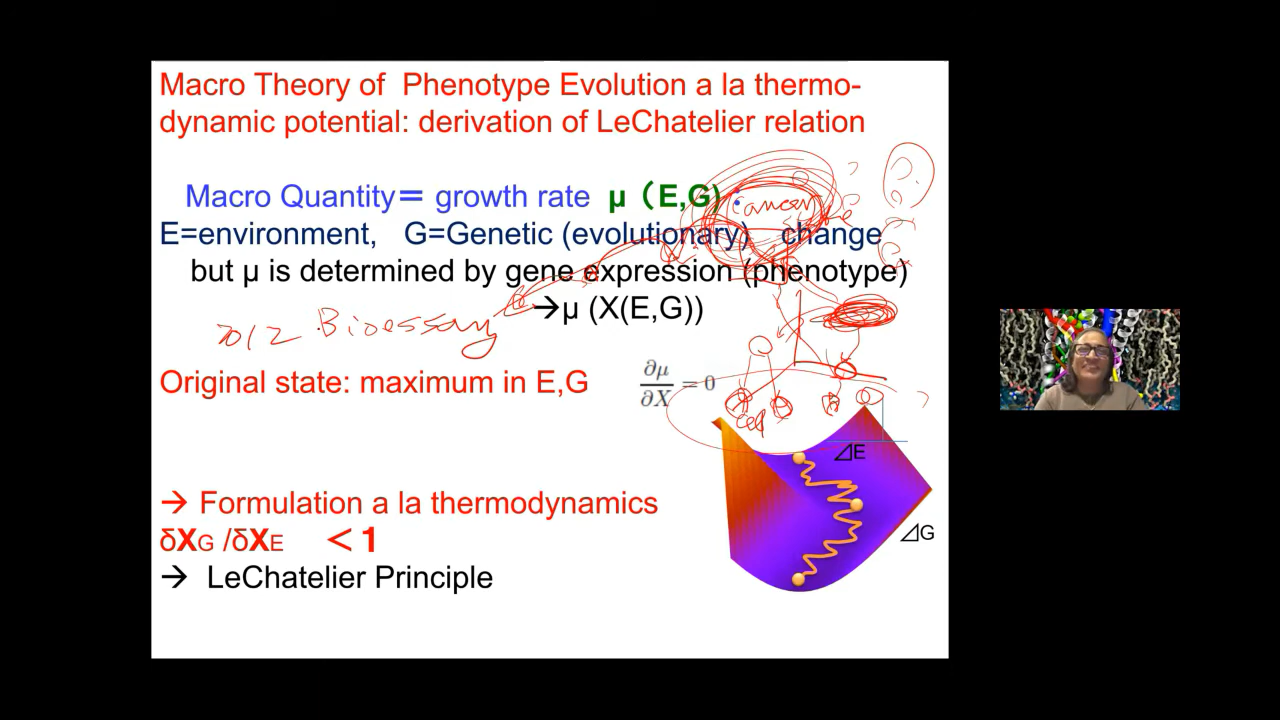 Macro Theory of Phenotype Evolution a la thermo-
dynamic potential: derivation of LeChatelier relation
Macro Quantity＝ growth rate μ（E,G) :
cancer
E=environment, G=Genetic (evolutionary) change
but μ is determined by gene expression (phenotype)
→μ (X(E,G))
2012 Bioessay
Original state: maximum in E,G ∂μ/∂X = 0
cell
⊿E
→ Formulation a la thermodynamics
⊿G
δXG /δXE ＜1
→ LeChatelier Principle